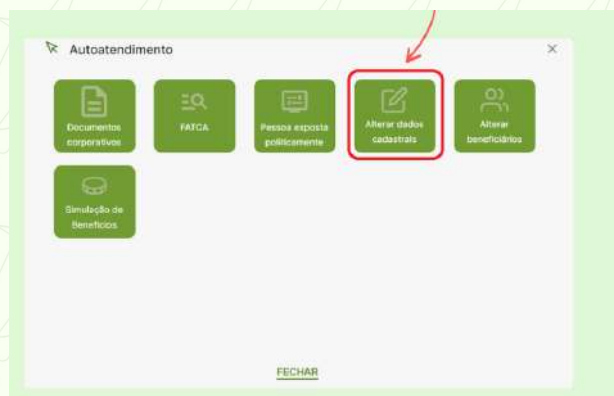 Autoatendimento
Documentos
corporativos
FATCA
Pessoa exposta
politicamente
Alterar dados
cadastrais
Alterar
beneficiários
Simulação de
Benefícios
FECHAR